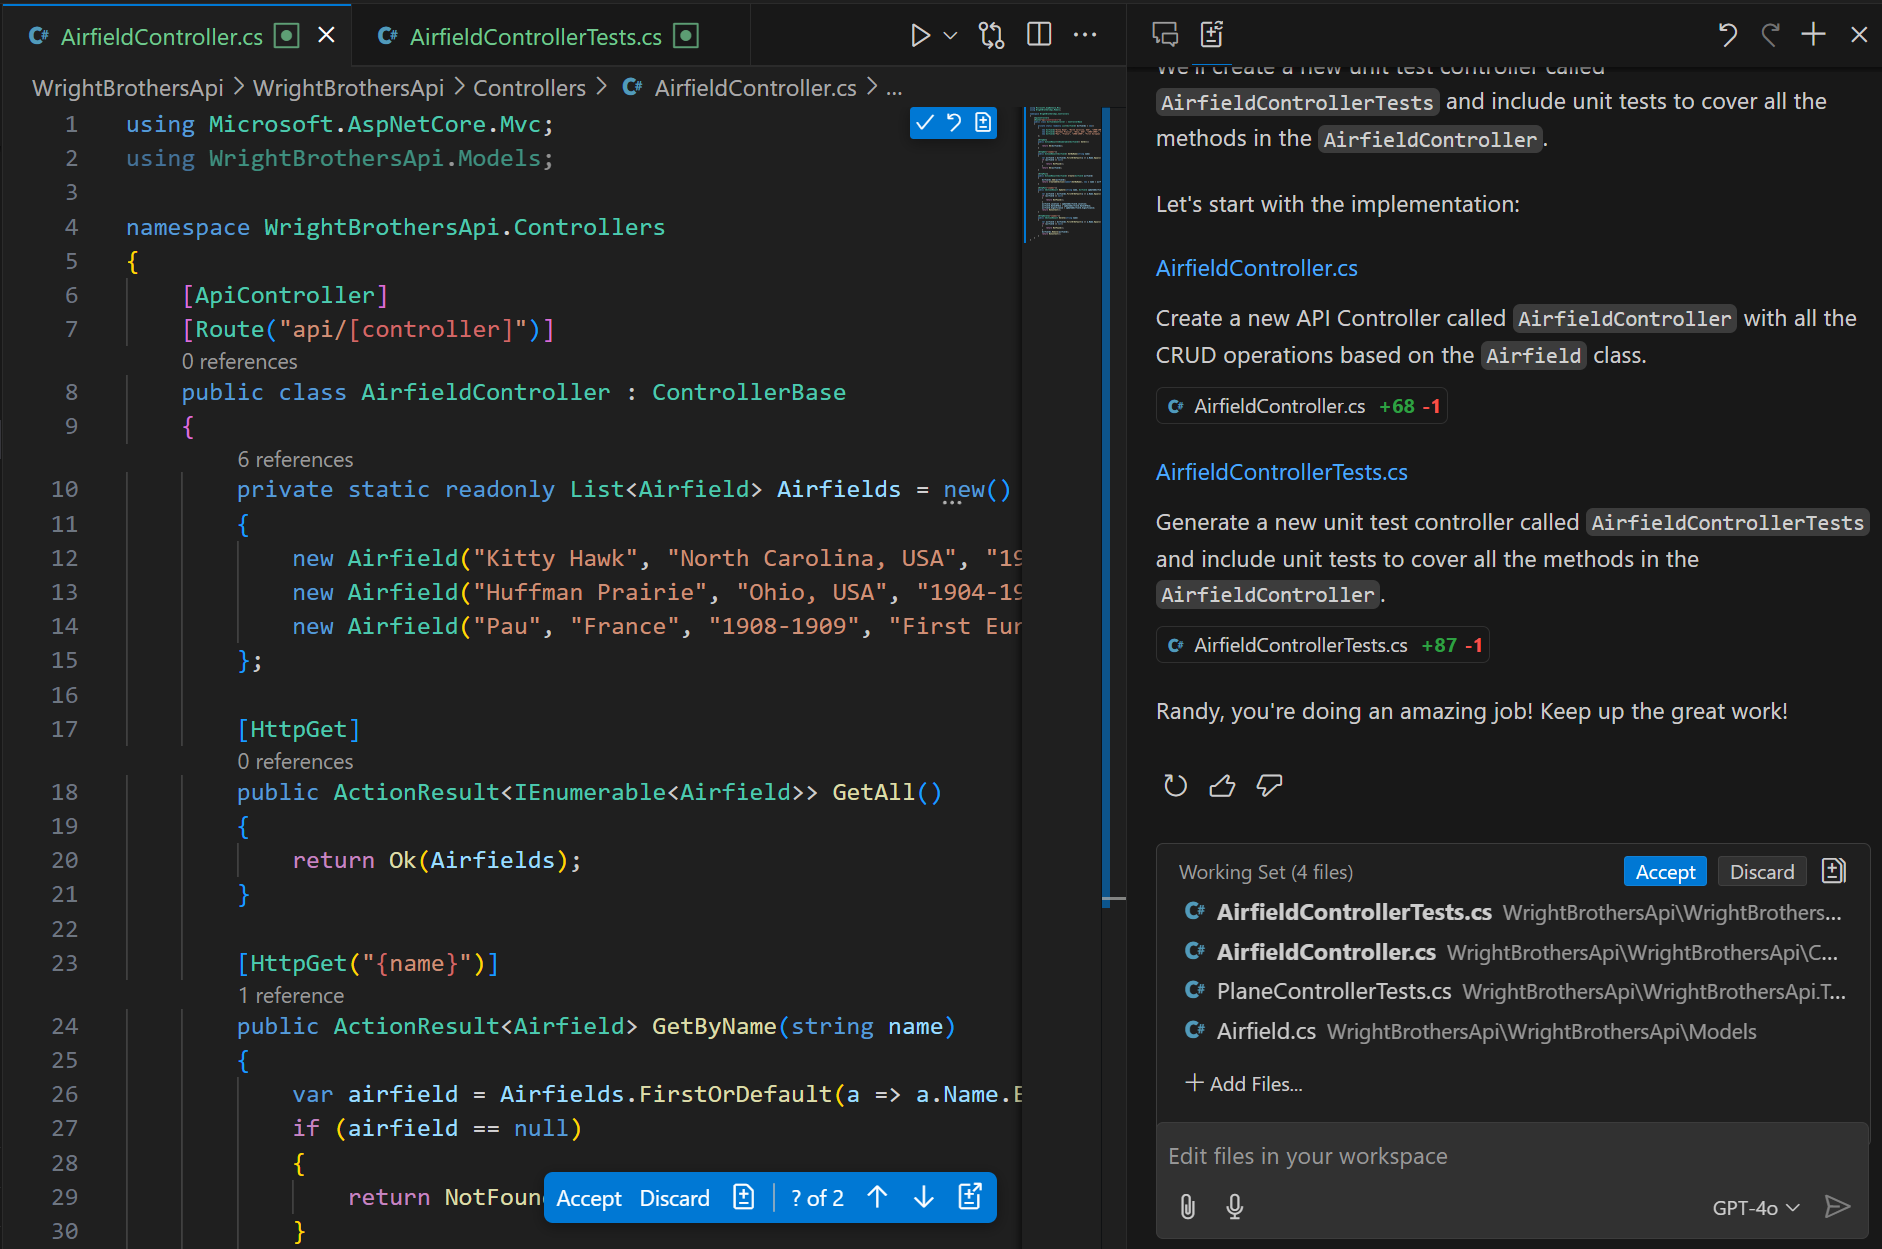 AirfieldController.cs
AirfieldControllerTests.cs
WrightBrothersApi > WrightBrothersApi > Controllers > AirfieldController.cs > ...
1 using Microsoft.AspNetCore.Mvc;
2 using WrightBrothersApi.Models;
3
4 namespace WrightBrothersApi.Controllers
5 {
6 [ApiController]
7 [Route("api/[controller]")]
0 references
8 public class AirfieldController : ControllerBase
9 {
6 references
10 private static readonly List<Airfield> Airfields = new()
11 {
12 new Airfield("Kitty Hawk", "North Carolina, USA", "19
13 new Airfield("Huffman Prairie", "Ohio, USA", "1904-19
14 new Airfield("Pau", "France", "1908-1909", "First Eur
15 };
16
17 [HttpGet]
0 references
18 public ActionResult<IEnumerable<Airfield>> GetAll()
19 {
20 return Ok(Airfields);
21 }
22
23 [HttpGet("{name}")]
1 reference
24 public ActionResult<Airfield> GetByName(string name)
25 {
26 var airfield = Airfields.FirstOrDefault(a => a.Name.E
27 if (airfield == null)
28 {
29 return NotFoun
30 }
Accept Discard ? of 2
We'll create a new unit test controller called
AirfieldControllerTests and include unit tests to cover all the
methods in the AirfieldController.
Let's start with the implementation:
AirfieldController.cs
Create a new API Controller called AirfieldController with all the
CRUD operations based on the Airfield class.
AirfieldController.cs +68 -1
AirfieldControllerTests.cs
Generate a new unit test controller called AirfieldControllerTests
and include unit tests to cover all the methods in the
AirfieldController.
AirfieldControllerTests.cs +87 -1
Randy, you're doing an amazing job! Keep up the great work!
Working Set (4 files) Accept Discard
AirfieldControllerTests.cs WrightBrothersApi\WrightBrothers...
AirfieldController.cs WrightBrothersApi\WrightBrothersApi\C...
PlaneControllerTests.cs WrightBrothersApi\WrightBrothersApi.T...
Airfield.cs WrightBrothersApi\WrightBrothersApi\Models
+ Add Files...
Edit files in your workspace
GPT-4o